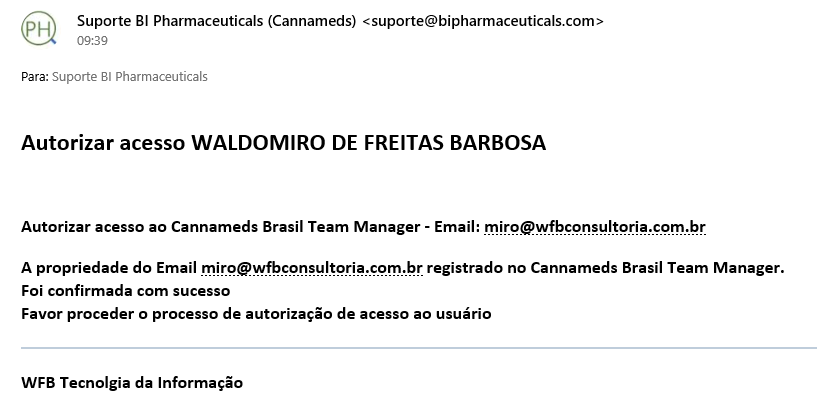 PH
Suporte BI Pharmaceuticals (Cannameds) <suporte@bipharmaceuticals.com>
09:39
Para: Suporte BI Pharmaceuticals
Autorizar acesso WALDOMIRO DE FREITAS BARBOSA
Autorizar acesso ao Cannameds Brasil Team Manager - Email: miro@wfbconsultoria.com.br
A propriedade do Email miro@wfbconsultoria.com.br registrado no Cannameds Brasil Team Manager.
Foi confirmada com sucesso
Favor proceder o processo de autorização de acesso ao usuário
WFB Tecnolgia da Informação